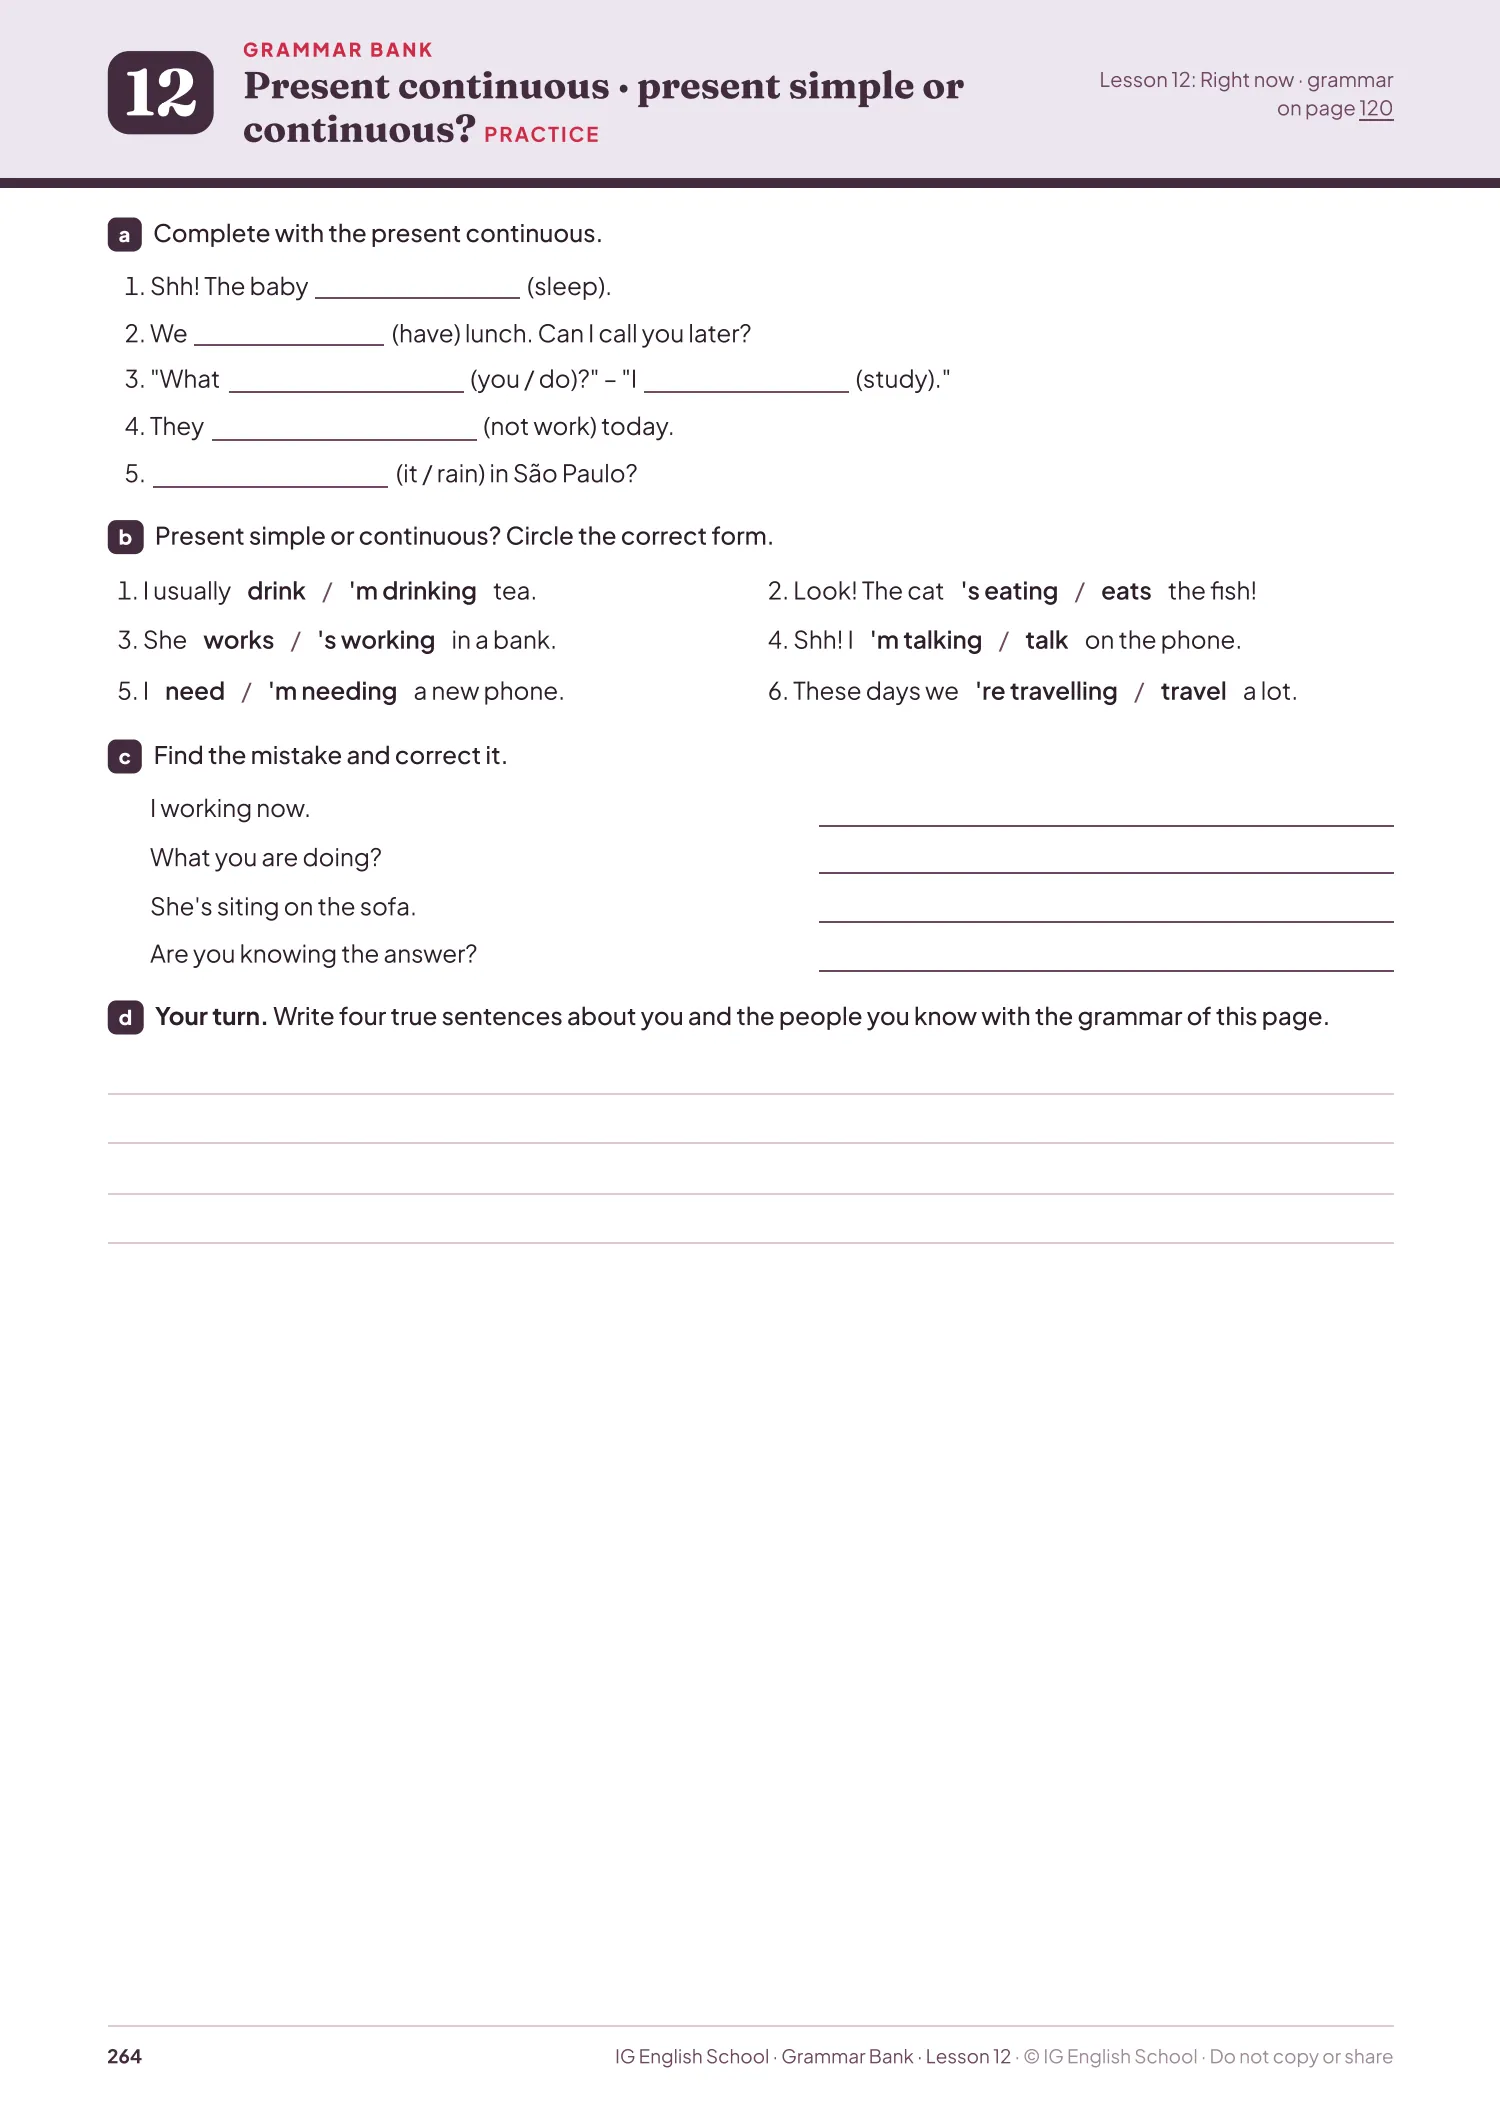 12
GRAMMAR BANK
Present continuous · present simple or
continuous? PRACTICE
Lesson 12: Right now · grammar
on page 120
a Complete with the present continuous.
1. Shh! The baby ________ (sleep).
2. We ________ (have) lunch. Can I call you later?
3. "What ________ (you / do)?" – "I ________ (study)."
4. They ________ (not work) today.
5. ________ (it / rain) in São Paulo?
b Present simple or continuous? Circle the correct form.
1. I usually drink / 'm drinking tea.
2. Look! The cat 's eating / eats the fish!
3. She works / 's working in a bank.
4. Shh! I 'm talking / talk on the phone.
5. I need / 'm needing a new phone.
6. These days we 're travelling / travel a lot.
c Find the mistake and correct it.
I working now.
What you are doing?
She's siting on the sofa.
Are you knowing the answer?
d Your turn. Write four true sentences about you and the people you know with the grammar of this page.
264
IG English School · Grammar Bank · Lesson 12 · © IG English School · Do not copy or share